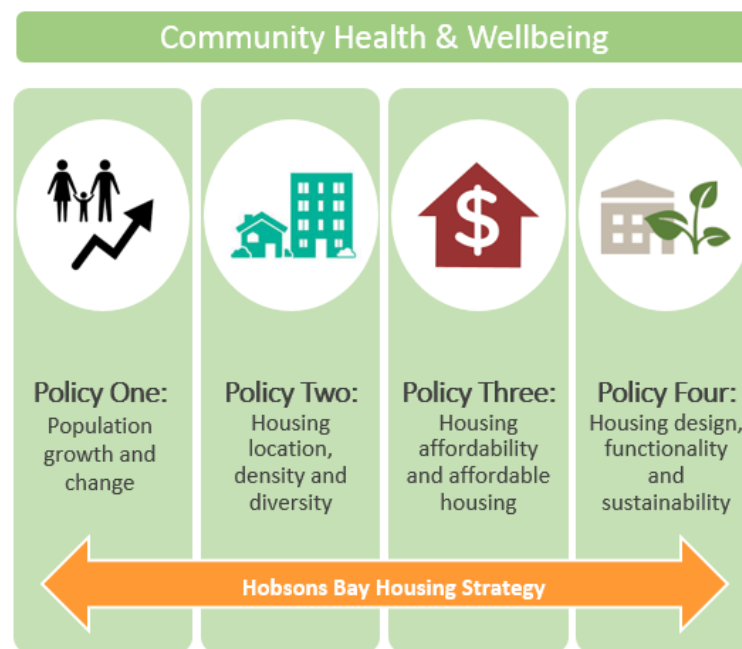 Community Health & Wellbeing
$
Policy One:
Population
growth and
change
Policy Two:
Housing
location,
density and
diversity
Policy Three:
Housing
affordability
and affordable
housing
Policy Four:
Housing design,
functionality
and
sustainability
Hobsons Bay Housing Strategy